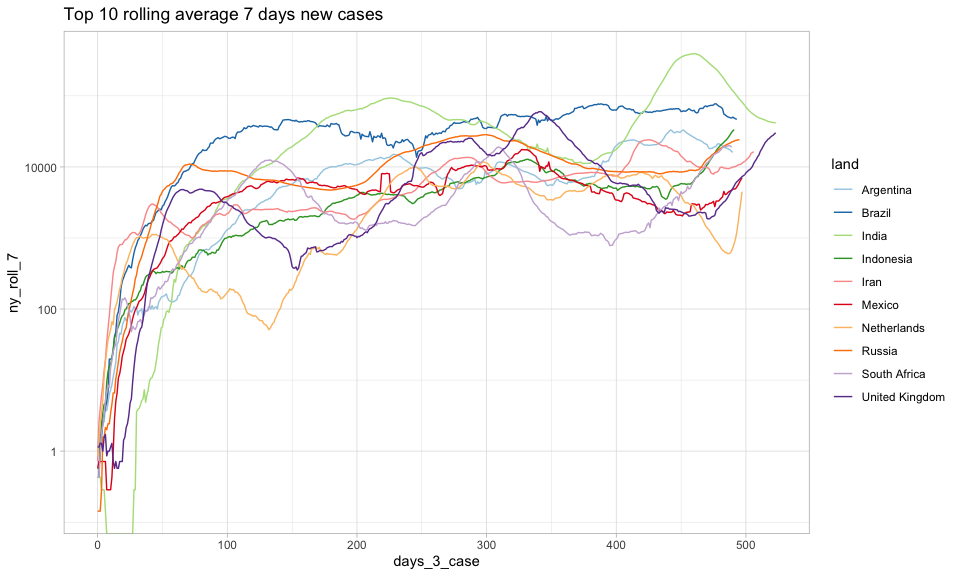 Top 10 rolling average 7 days new cases
ny_roll_7
10000
100
1
0
100
200
300
400
500
days_3_case
land
Argentina
Brazil
India
Indonesia
Iran
Mexico
Netherlands
Russia
South Africa
United Kingdom